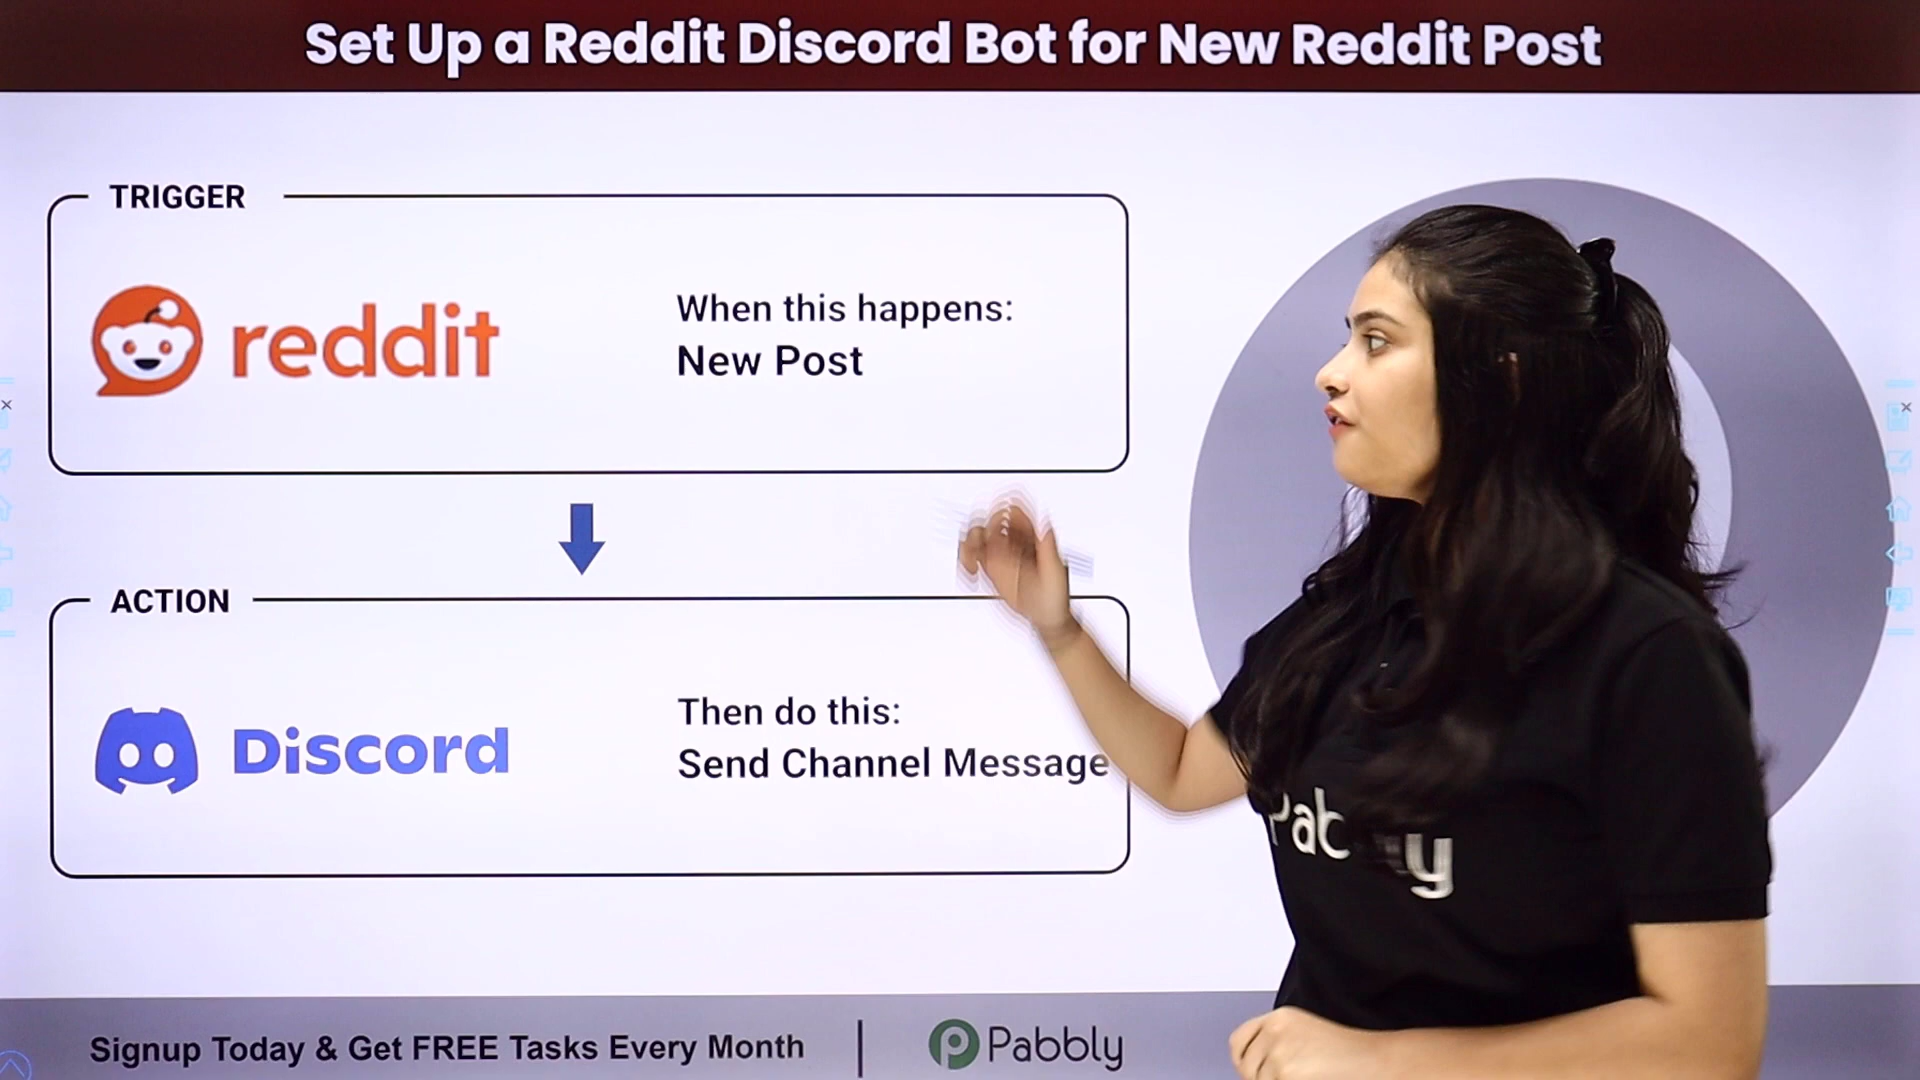 Set Up a Reddit Discord Bot for New Reddit Post
TRIGGER
reddit
When this happens:
New Post
ACTION
Discord
Then do this:
Send Channel Message
Pab y
Signup Today & Get FREE Tasks Every Month
Pabbly